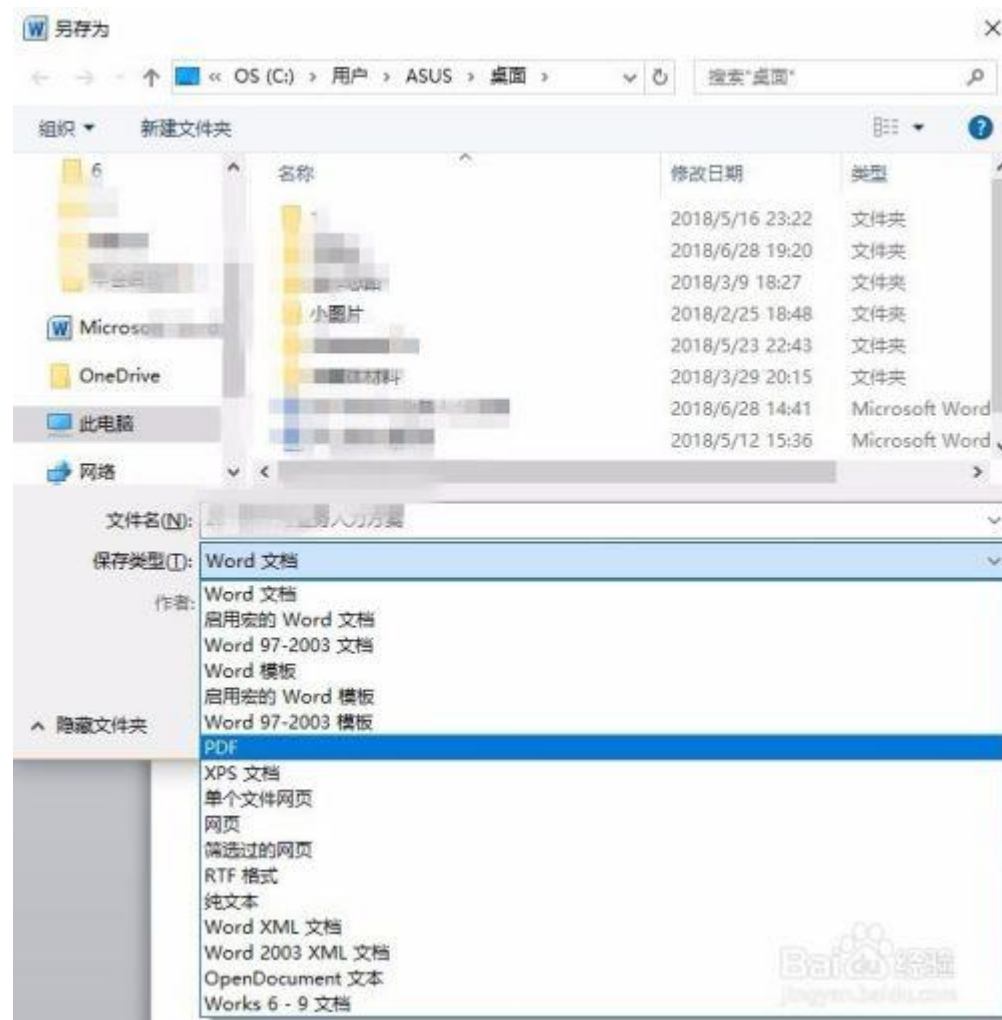 另存为
« OS (C:) › 用户 › ASUS › 桌面 ›
搜索"桌面"
组织 新建文件夹
名称 修改日期 类型
6
2018/5/16 23:22 文件夹
2018/6/28 19:20 文件夹
2018/3/9 18:27 文件夹
小图片 2018/2/25 18:48 文件夹
2018/5/23 22:43 文件夹
2018/3/29 20:15 文件夹
2018/6/28 14:41 Microsoft Word
2018/5/12 15:36 Microsoft Word
OneDrive
此电脑
网络
文件名(N): 人力方案
保存类型(T): Word 文档
作者:
Word 文档
启用宏的 Word 文档
Word 97-2003 文档
Word 模板
启用宏的 Word 模板
Word 97-2003 模板
隐藏文件夹
PDF
XPS 文档
单个文件网页
网页
筛选过的网页
RTF 格式
纯文本
Word XML 文档
Word 2003 XML 文档
OpenDocument 文本
Works 6 - 9 文档
Baidu 经验
jingyan.baidu.com